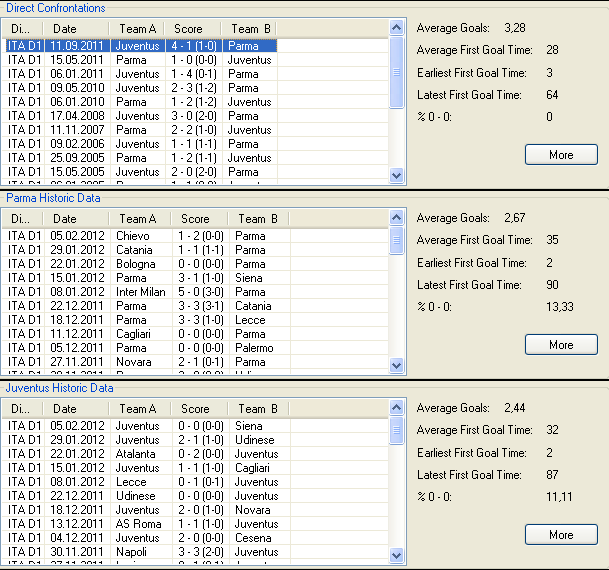 Direct Confrontations
Di... Date Team A Score Team B
ITA D1 11.09.2011 Juventus 4 - 1 (1-0) Parma
ITA D1 15.05.2011 Parma 1 - 0 (0-0) Juventus
ITA D1 06.01.2011 Juventus 1 - 4 (0-1) Parma
ITA D1 09.05.2010 Juventus 2 - 3 (1-2) Parma
ITA D1 06.01.2010 Parma 1 - 2 (1-2) Juventus
ITA D1 17.04.2008 Juventus 3 - 0 (2-0) Parma
ITA D1 11.11.2007 Parma 2 - 2 (1-0) Juventus
ITA D1 09.02.2006 Parma 1 - 1 (1-1) Juventus
ITA D1 25.09.2005 Parma 1 - 2 (1-1) Juventus
ITA D1 15.05.2005 Juventus 2 - 0 (2-0) Parma
Average Goals: 3,28
Average First Goal Time: 28
Earliest First Goal Time: 3
Latest First Goal Time: 64
% 0 - 0: 0
More
Parma Historic Data
Di... Date Team A Score Team B
ITA D1 05.02.2012 Chievo 1 - 2 (0-0) Parma
ITA D1 29.01.2012 Catania 1 - 1 (1-1) Parma
ITA D1 22.01.2012 Bologna 0 - 0 (0-0) Parma
ITA D1 15.01.2012 Parma 3 - 1 (1-0) Siena
ITA D1 08.01.2012 Inter Milan 5 - 0 (3-0) Parma
ITA D1 22.12.2011 Parma 3 - 3 (3-1) Catania
ITA D1 18.12.2011 Parma 3 - 3 (1-0) Lecce
ITA D1 11.12.2011 Cagliari 0 - 0 (0-0) Parma
ITA D1 05.12.2011 Parma 0 - 0 (0-0) Palermo
ITA D1 27.11.2011 Novara 2 - 1 (0-1) Parma
Average Goals: 2,67
Average First Goal Time: 35
Earliest First Goal Time: 2
Latest First Goal Time: 90
% 0 - 0: 13,33
More
Juventus Historic Data
Di... Date Team A Score Team B
ITA D1 05.02.2012 Juventus 0 - 0 (0-0) Siena
ITA D1 29.01.2012 Juventus 2 - 1 (1-0) Udinese
ITA D1 22.01.2012 Atalanta 0 - 2 (0-0) Juventus
ITA D1 15.01.2012 Juventus 1 - 1 (1-0) Cagliari
ITA D1 08.01.2012 Lecce 0 - 1 (0-1) Juventus
ITA D1 22.12.2011 Udinese 0 - 0 (0-0) Juventus
ITA D1 18.12.2011 Juventus 2 - 0 (1-0) Novara
ITA D1 13.12.2011 AS Roma 1 - 1 (1-0) Juventus
ITA D1 04.12.2011 Juventus 2 - 0 (0-0) Cesena
ITA D1 30.11.2011 Napoli 3 - 3 (2-0) Juventus
Average Goals: 2,44
Average First Goal Time: 32
Earliest First Goal Time: 2
Latest First Goal Time: 87
% 0 - 0: 11,11
More